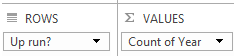 ROWS
Σ VALUES
Up run?
Count of Year